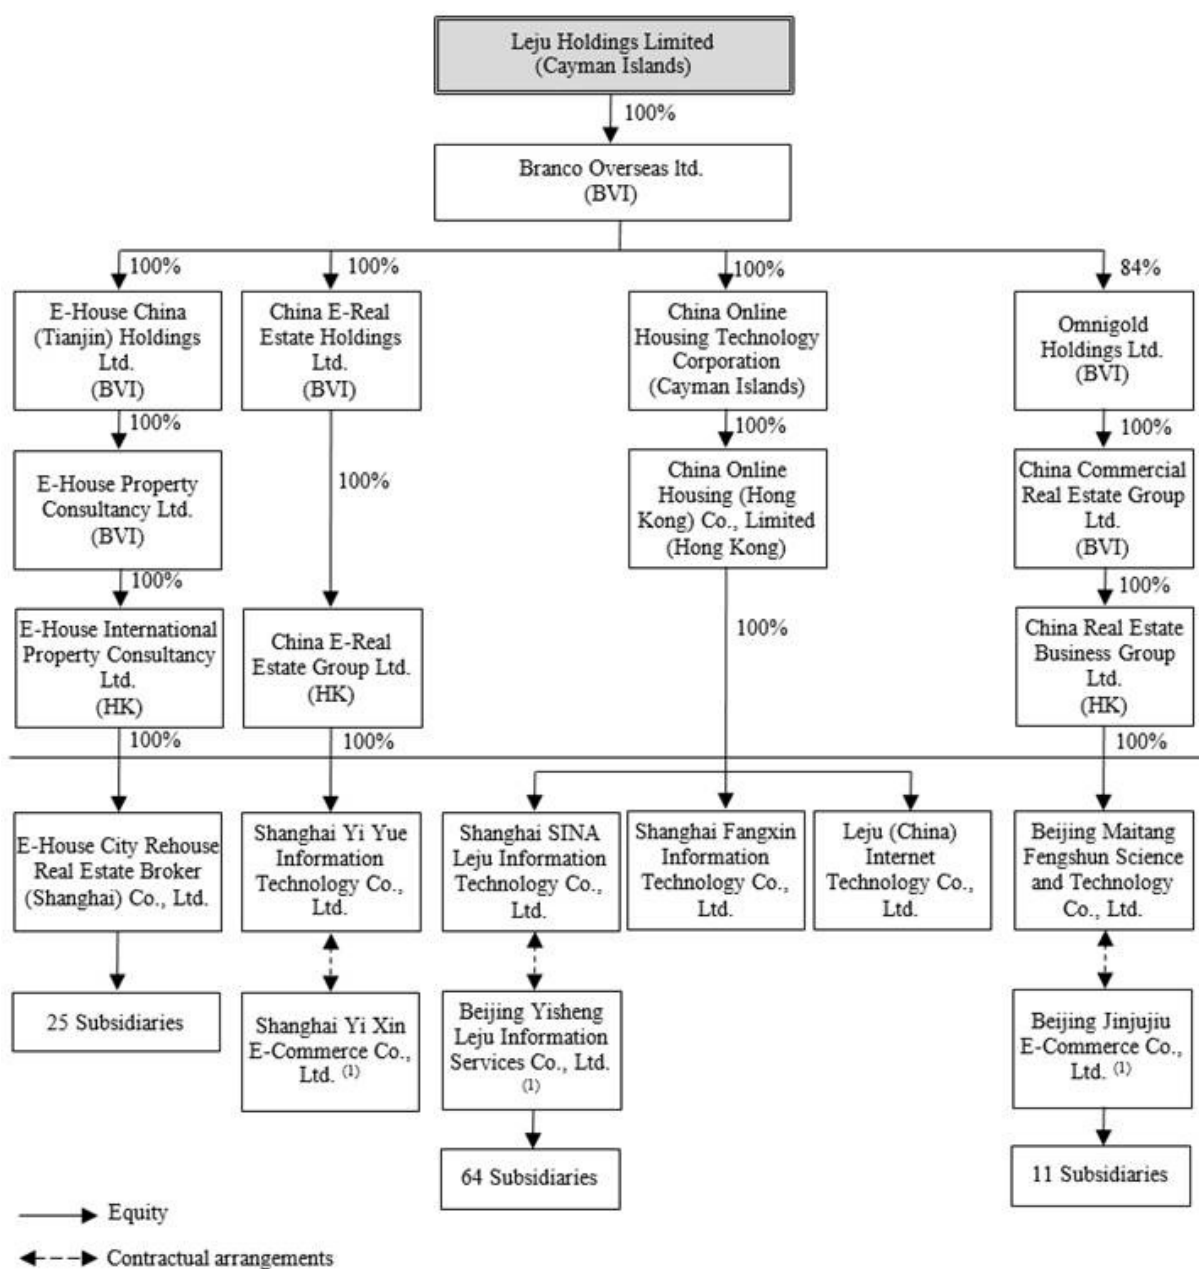 Leju Holdings Limited
(Cayman Islands)
100%
Branco Overseas ltd.
(BVI)
100%
100%
100%
84%
E-House China
(Tianjin) Holdings
Ltd.
(BVI)
China E-Real
Estate Holdings
Ltd.
(BVI)
China Online
Housing Technology
Corporation
(Cayman Islands)
Omnigold
Holdings Ltd.
(BVI)
100%
100%
100%
E-House Property
Consultancy Ltd.
(BVI)
100%
China Online
Housing (Hong
Kong) Co., Limited
(Hong Kong)
China Commercial
Real Estate Group
Ltd.
(BVI)
100%
100%
E-House International
Property Consultancy
Ltd.
(HK)
China E-Real
Estate Group Ltd.
(HK)
100%
China Real Estate
Business Group
Ltd.
(HK)
100%
100%
100%
E-House City Rehouse
Real Estate Broker
(Shanghai) Co., Ltd.
Shanghai Yi Yue
Information
Technology Co.,
Ltd.
Shanghai SINA
Leju Information
Technology Co.,
Ltd.
Shanghai Fangxin
Information
Technology Co.,
Ltd.
Leju (China)
Internet
Technology Co.,
Ltd.
Beijing Maitang
Fengshun Science
and Technology
Co., Ltd.
25 Subsidiaries
Shanghai Yi Xin
E-Commerce Co.,
Ltd. (1)
Beijing Yisheng
Leju Information
Services Co., Ltd.
(1)
Beijing Jinjujiu
E-Commerce Co.,
Ltd. (1)
64 Subsidiaries
11 Subsidiaries
Equity
Contractual arrangements